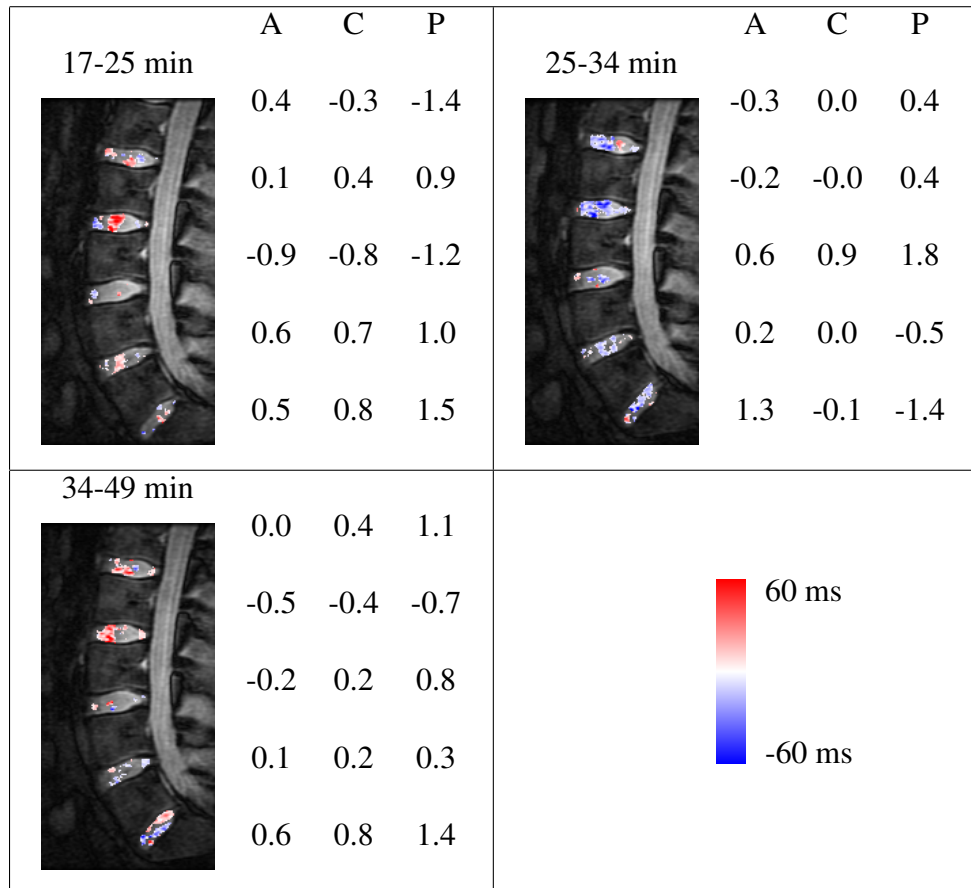 A C P
17-25 min
0.4 -0.3 -1.4
0.1 0.4 0.9
-0.9 -0.8 -1.2
0.6 0.7 1.0
0.5 0.8 1.5
A C P
25-34 min
-0.3 0.0 0.4
-0.2 -0.0 0.4
0.6 0.9 1.8
0.2 0.0 -0.5
1.3 -0.1 -1.4
34-49 min
0.0 0.4 1.1
-0.5 -0.4 -0.7
-0.2 0.2 0.8
0.1 0.2 0.3
0.6 0.8 1.4
60 ms
-60 ms